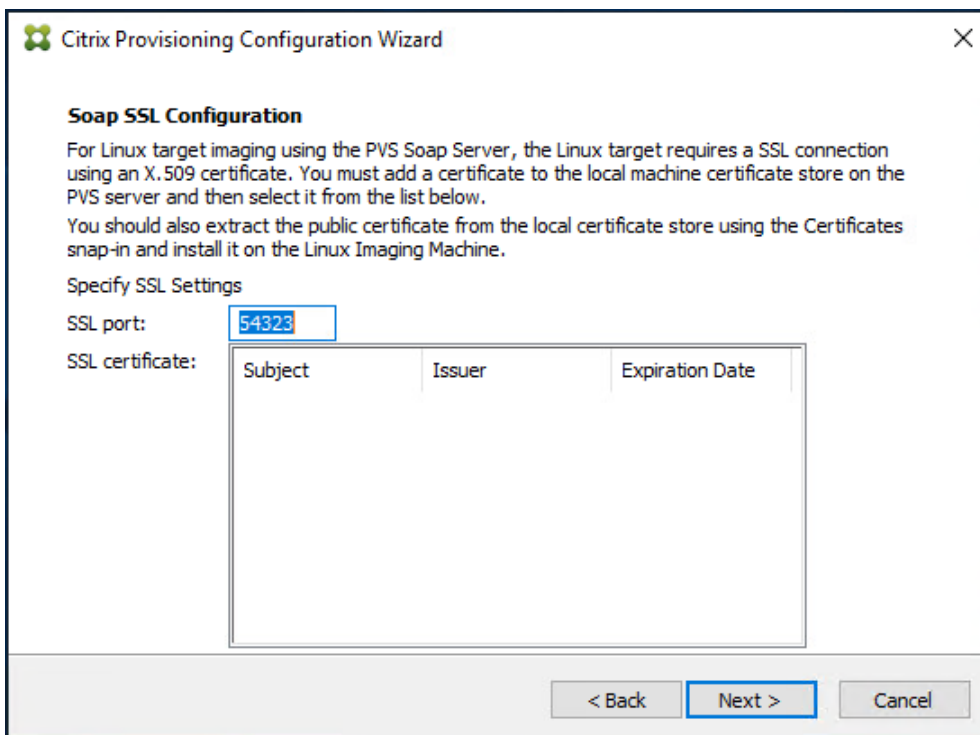 Citrix Provisioning Configuration Wizard
Soap SSL Configuration
For Linux target imaging using the PVS Soap Server, the Linux target requires a SSL connection
using an X.509 certificate. You must add a certificate to the local machine certificate store on the
PVS server and then select it from the list below.
You should also extract the public certificate from the local certificate store using the Certificates
snap-in and install it on the Linux Imaging Machine.
Specify SSL Settings
SSL port: 54323
SSL certificate: Subject Issuer Expiration Date
< Back Next > Cancel